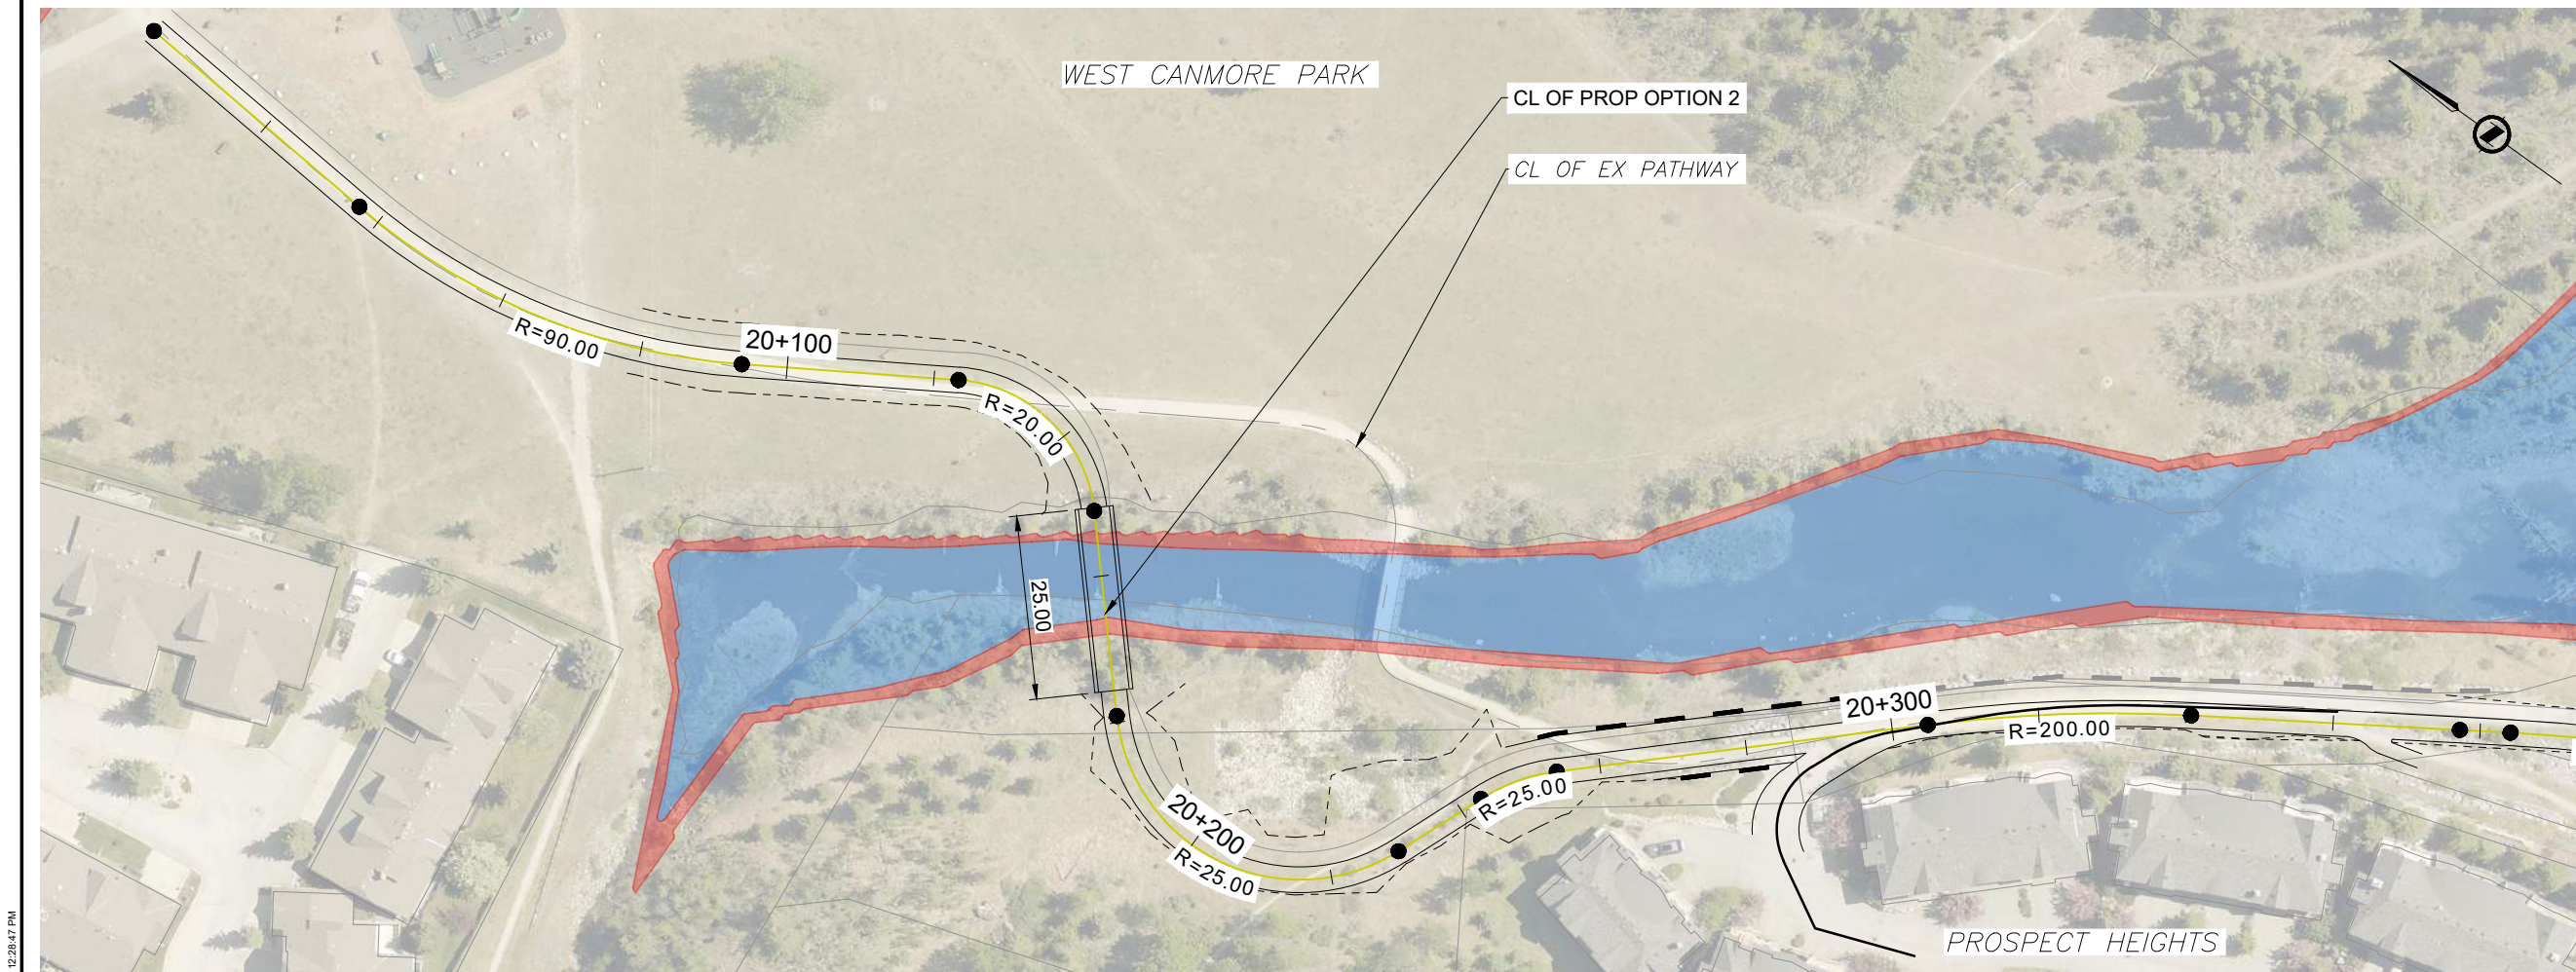 WEST CANMORE PARK
CL OF PROP OPTION 2
CL OF EX PATHWAY
R=90.00
20+100
R=20.00
25.00
20+200
R=25.00
R=25.00
20+300
R=200.00
PROSPECT HEIGHTS
12:28:47 PM